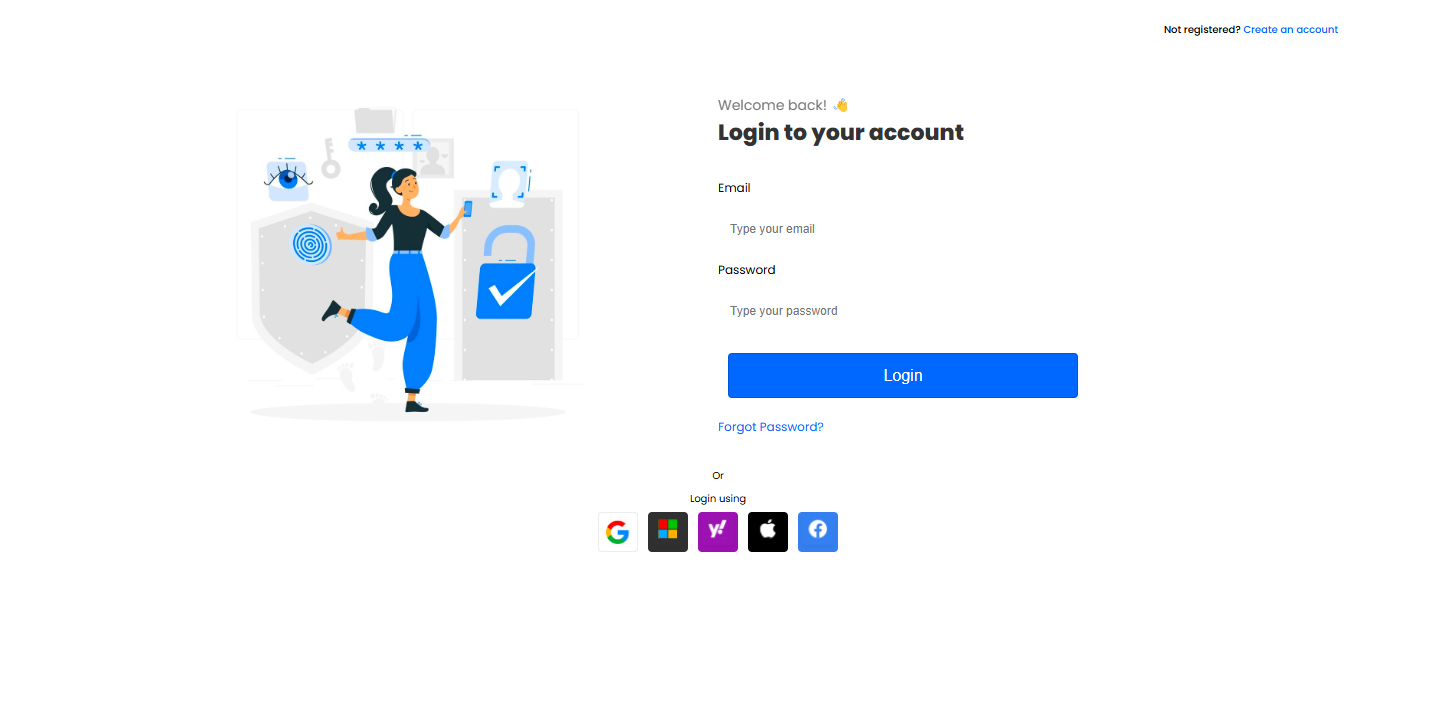 Not registered? Create an account
Welcome back! 👋
Login to your account
Email
Type your email
Password
Type your password
Login
Forgot Password?
Or
Login using